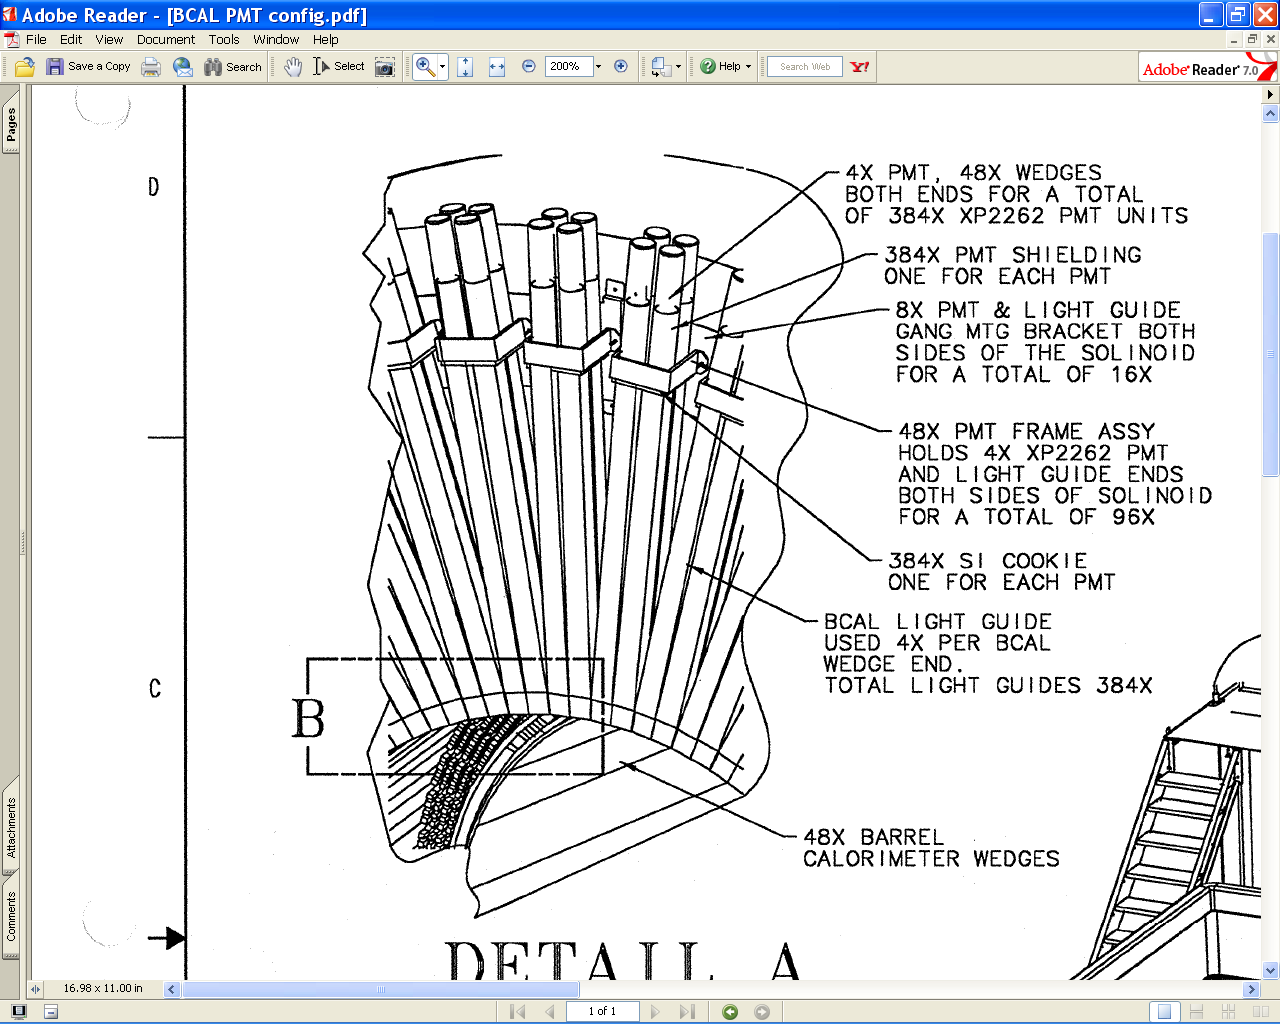 Adobe Reader - [BCAL PMT config.pdf]
File Edit View Document Tools Window Help
Save a Copy Search Select 200% Help Search Web Y! Adobe Reader 7.0
Pages
Attachments
Comments
D
C
4X PMT, 48X WEDGES
BOTH ENDS FOR A TOTAL
OF 384X XP2262 PMT UNITS
384X PMT SHIELDING
ONE FOR EACH PMT
8X PMT & LIGHT GUIDE
GANG MTG BRACKET BOTH
SIDES OF THE SOLINOID
FOR A TOTAL OF 16X
48X PMT FRAME ASSY
HOLDS 4X XP2262 PMT
AND LIGHT GUIDE ENDS
BOTH SIDES OF SOLINOID
FOR A TOTAL OF 96X
384X SI COOKIE
ONE FOR EACH PMT
BCAL LIGHT GUIDE
USED 4X PER BCAL
WEDGE END.
TOTAL LIGHT GUIDES 384X
B
48X BARREL
CALORIMETER WEDGES
DETAIL A
16.98 x 11.00 in
1 of 1